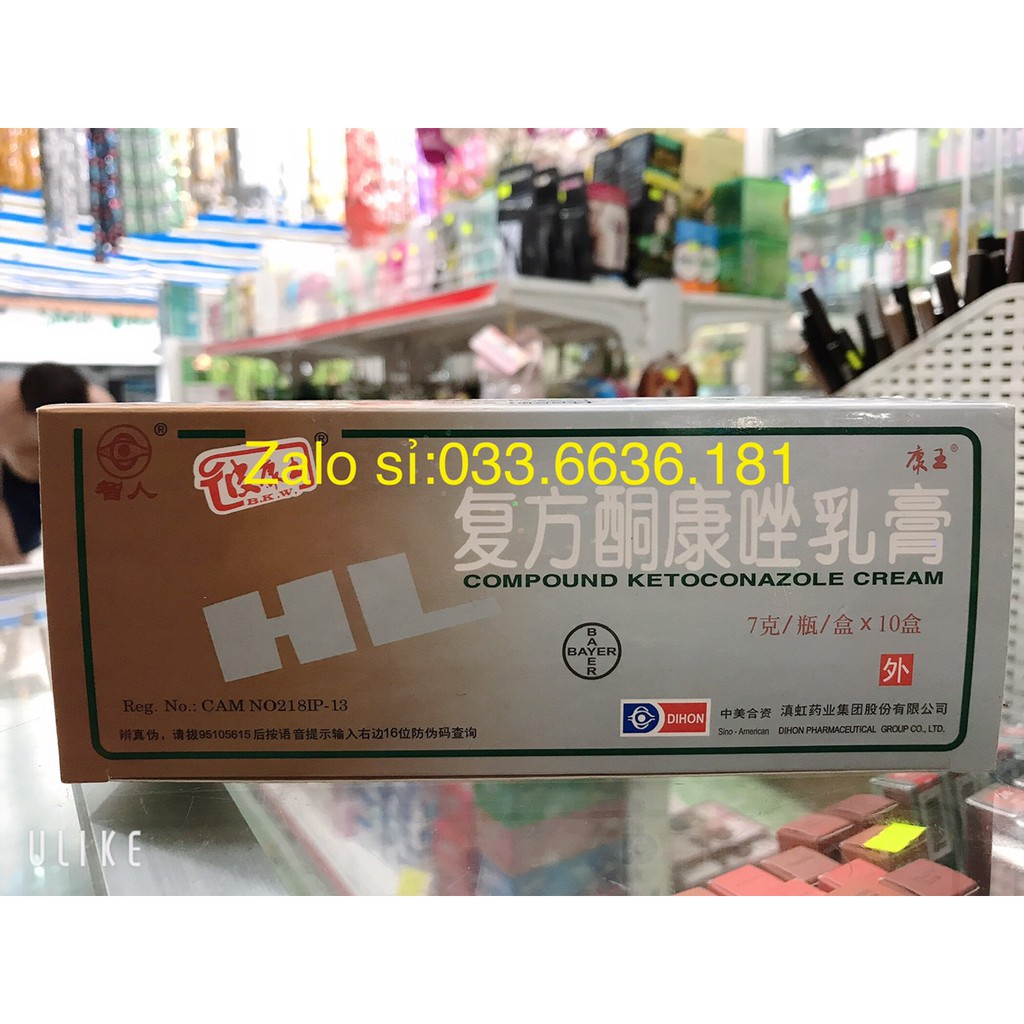 Zalo sỉ:033.6636.181
智人
®
®
B.K.W.
康王®
复方酮康唑乳膏
COMPOUND KETOCONAZOLE CREAM
HL
7克/瓶/盒 x 10盒
BAYER
BAYER
外
Reg. No.: CAM NO218IP-13
辨真伪，请拔95105615后按语音提示输入右边16位防伪码查询
DIHON
中美合资 滇虹药业集团股份有限公司
Sino - American DIHON PHARMACEUTICAL GROUP CO., LTD.
ULIKE